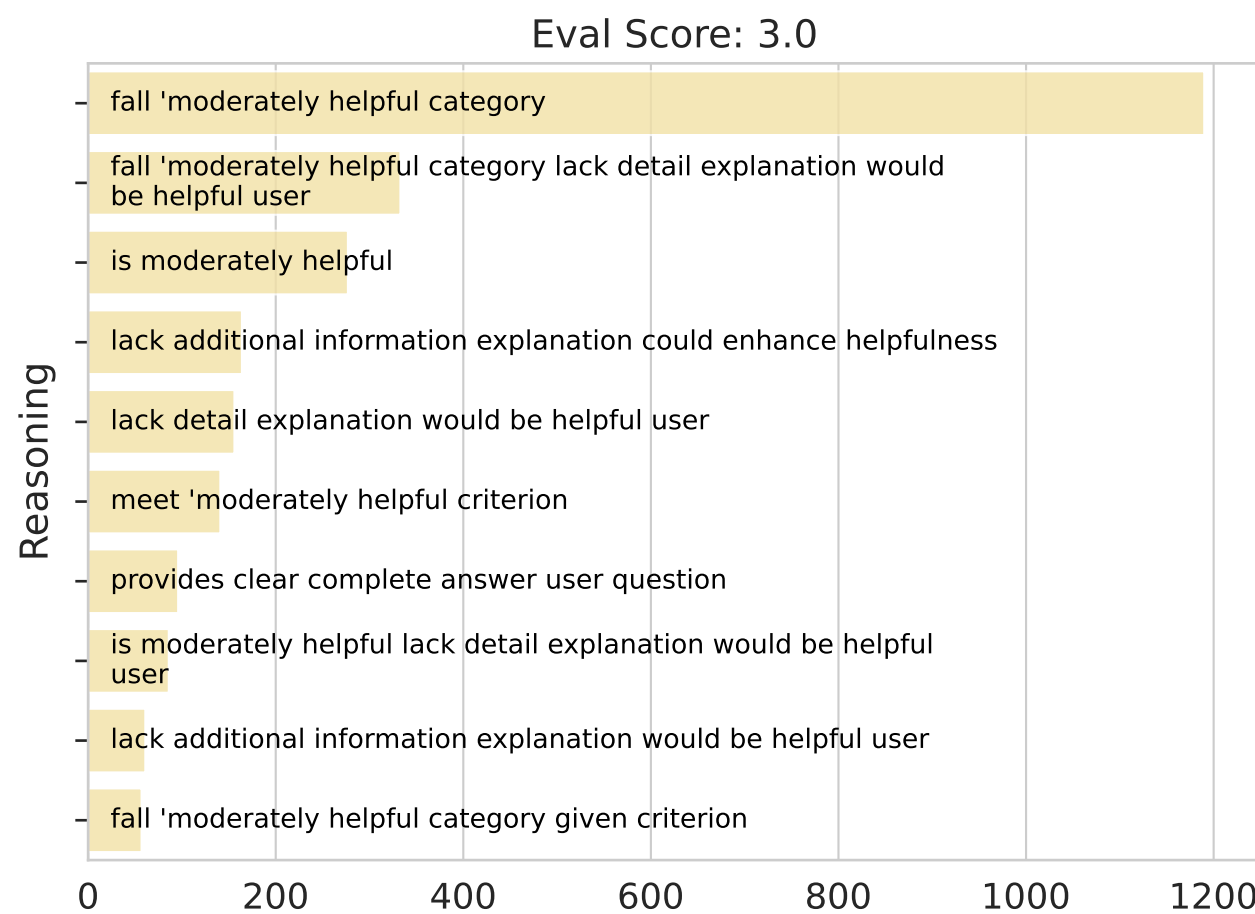 Eval Score: 3.0
Reasoning
fall 'moderately helpful category
fall 'moderately helpful category lack detail explanation would
be helpful user
is moderately helpful
lack additional information explanation could enhance helpfulness
lack detail explanation would be helpful user
meet 'moderately helpful criterion
provides clear complete answer user question
is moderately helpful lack detail explanation would be helpful
user
lack additional information explanation would be helpful user
fall 'moderately helpful category given criterion
0 200 400 600 800 1000 1200